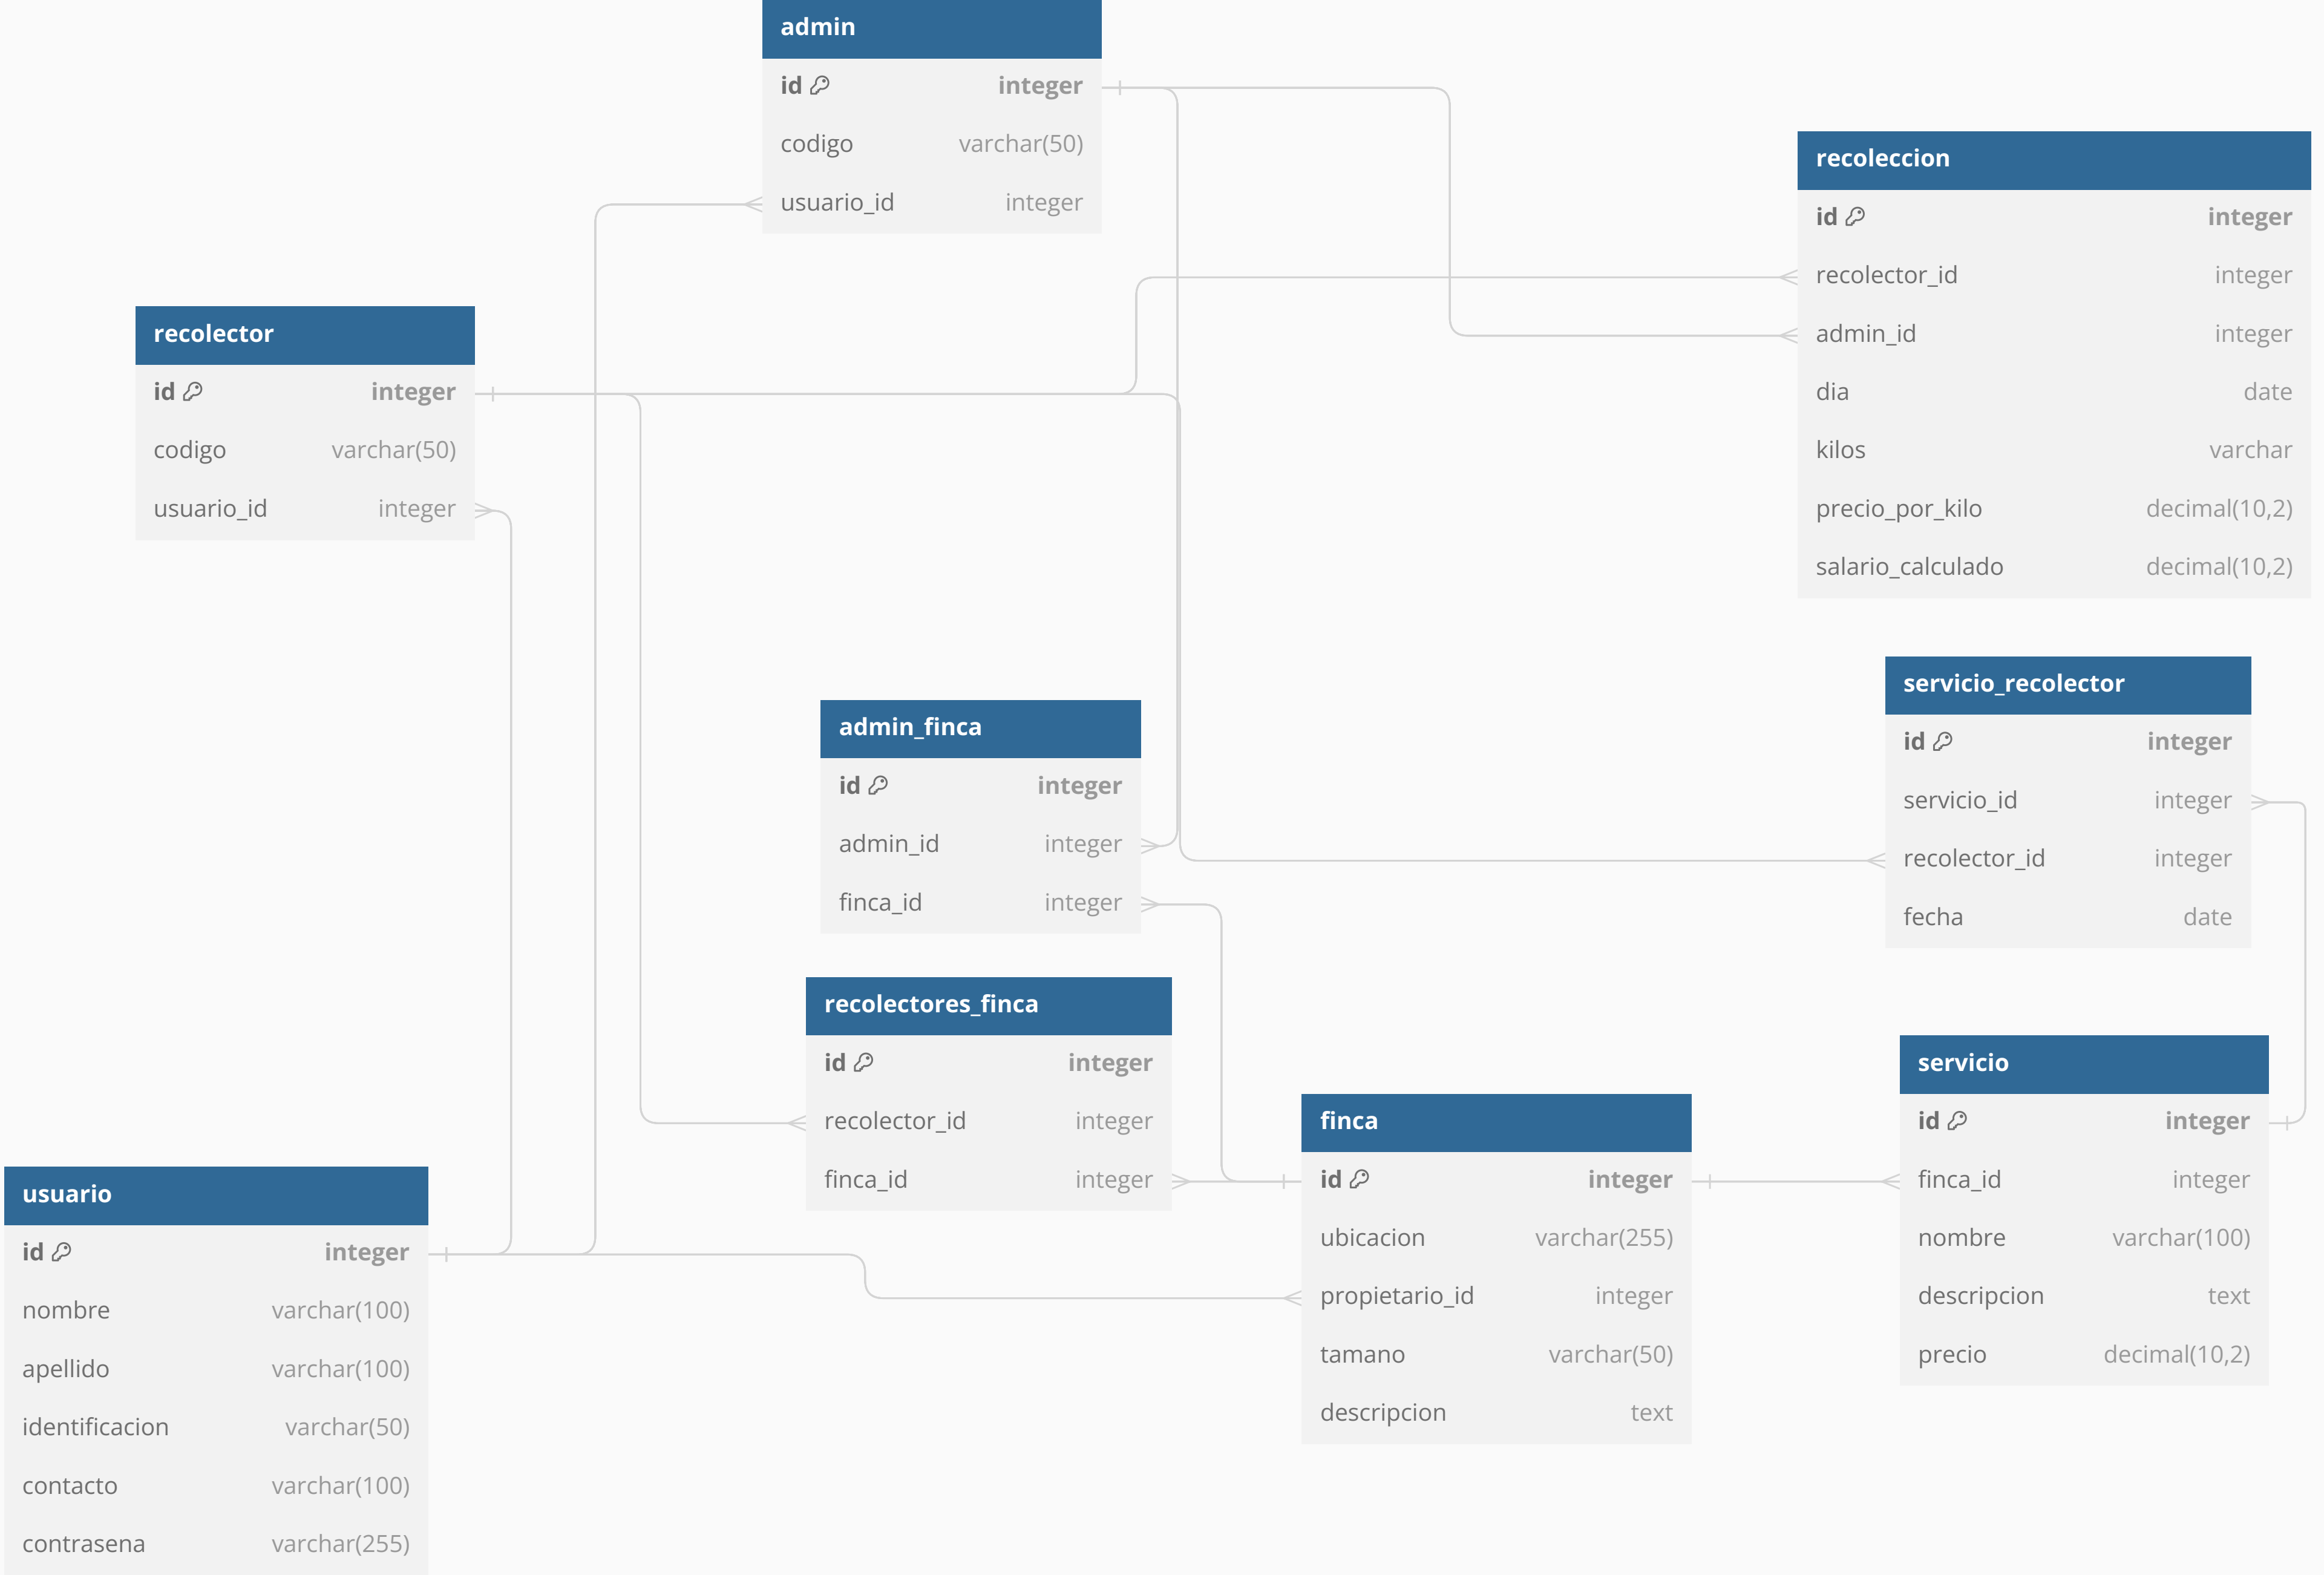 admin
id integer
codigo varchar(50)
usuario_id integer
recoleccion
id integer
recolector_id integer
admin_id integer
dia date
kilos varchar
precio_por_kilo decimal(10,2)
salario_calculado decimal(10,2)
recolector
id integer
codigo varchar(50)
usuario_id integer
servicio_recolector
id integer
servicio_id integer
recolector_id integer
fecha date
admin_finca
id integer
admin_id integer
finca_id integer
recolectores_finca
id integer
recolector_id integer
finca_id integer
servicio
id integer
finca_id integer
nombre varchar(100)
descripcion text
precio decimal(10,2)
finca
id integer
ubicacion varchar(255)
propietario_id integer
tamano varchar(50)
descripcion text
usuario
id integer
nombre varchar(100)
apellido varchar(100)
identificacion varchar(50)
contacto varchar(100)
contrasena varchar(255)